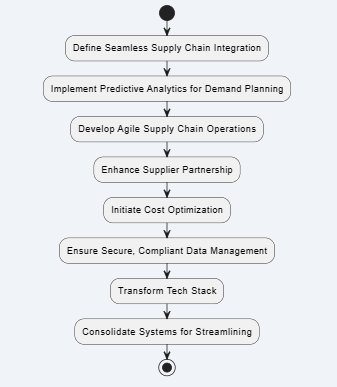 Define Seamless Supply Chain Integration
Implement Predictive Analytics for Demand Planning
Develop Agile Supply Chain Operations
Enhance Supplier Partnership
Initiate Cost Optimization
Ensure Secure, Compliant Data Management
Transform Tech Stack
Consolidate Systems for Streamlining